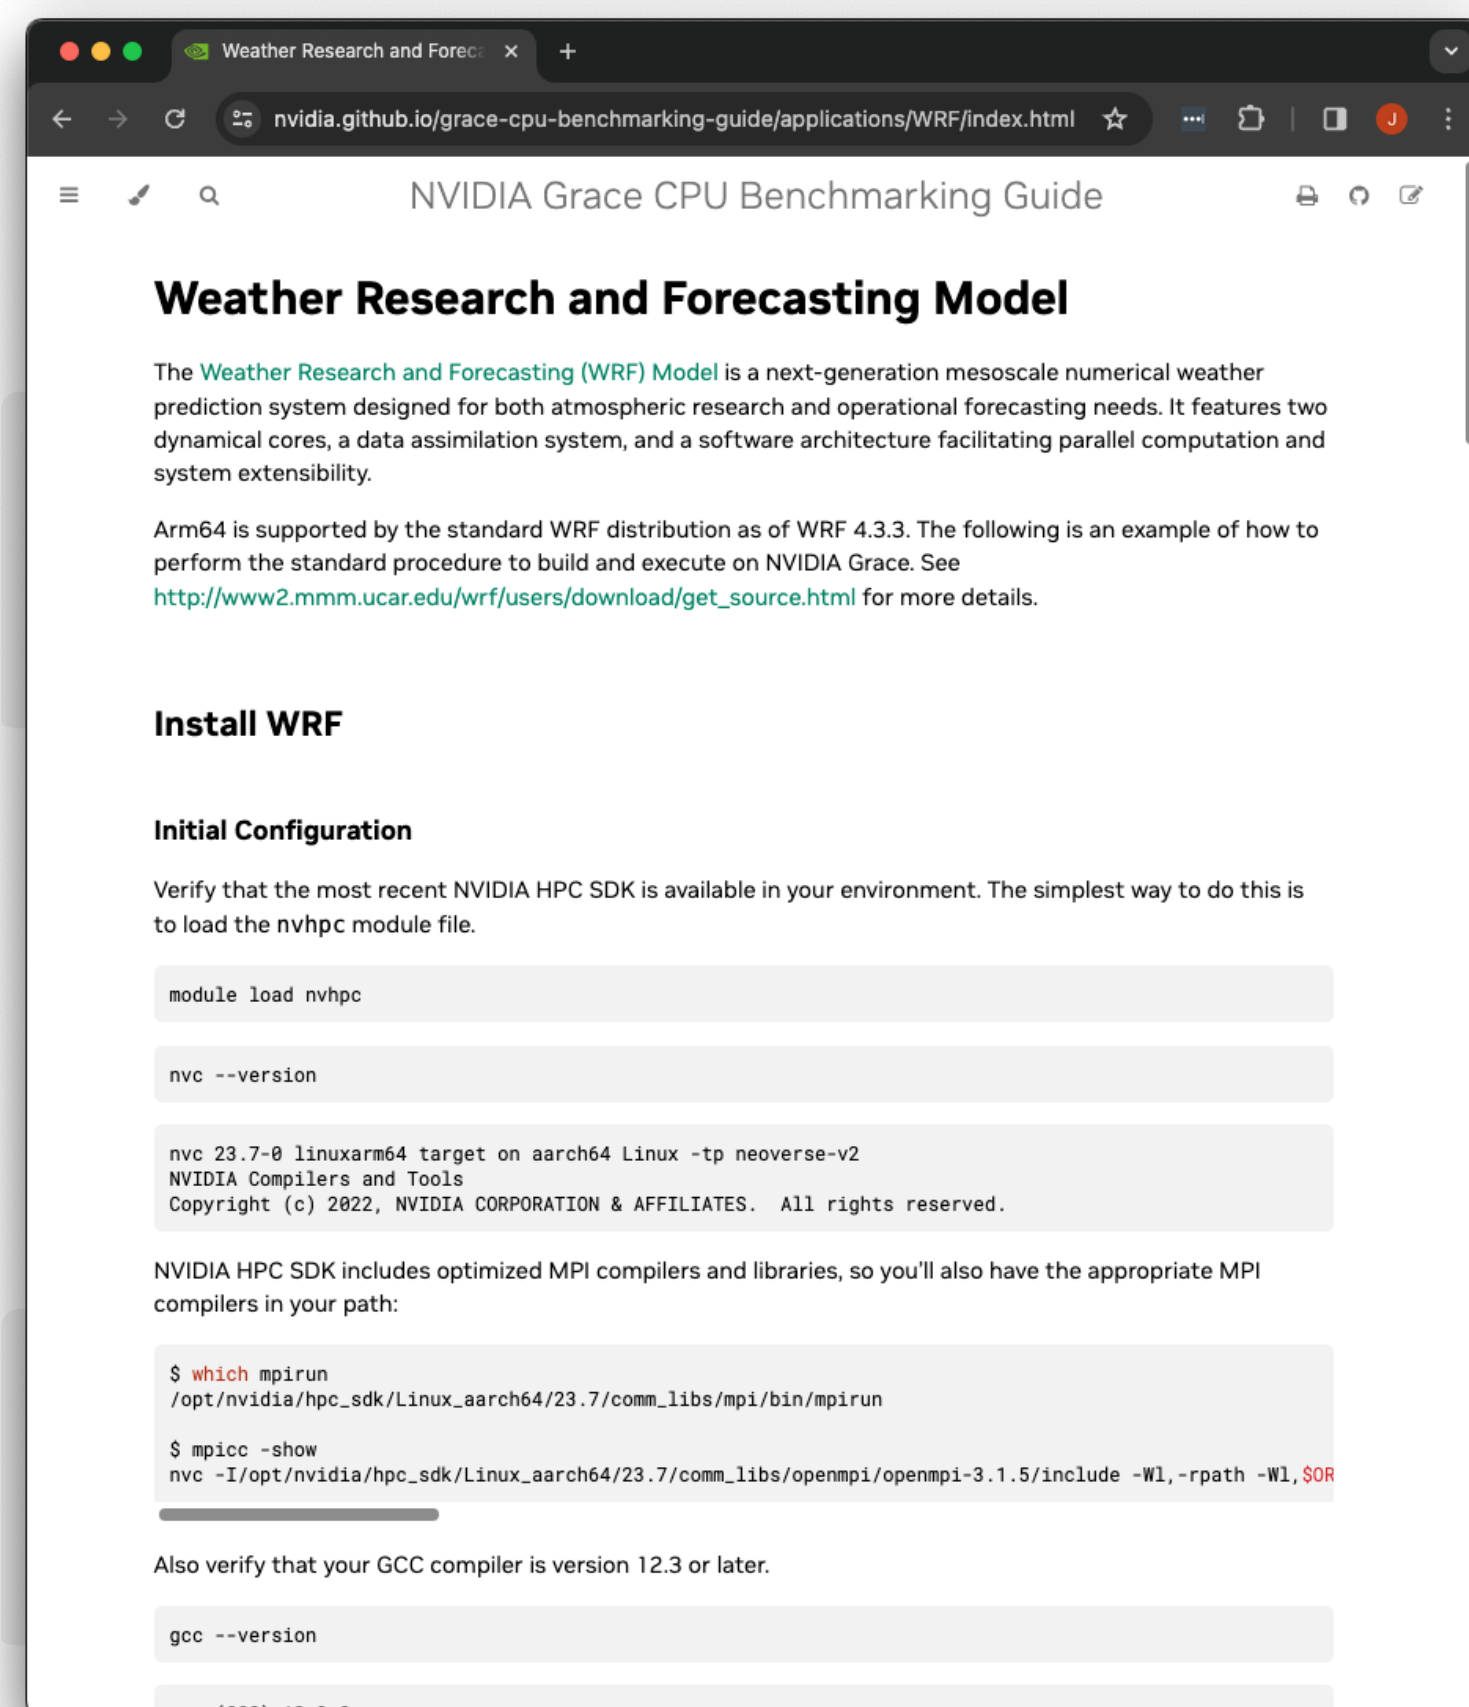 Weather Research and Foreca
nvidia.github.io/grace-cpu-benchmarking-guide/applications/WRF/index.html
J
NVIDIA Grace CPU Benchmarking Guide
Weather Research and Forecasting Model
The Weather Research and Forecasting (WRF) Model is a next-generation mesoscale numerical weather
prediction system designed for both atmospheric research and operational forecasting needs. It features two
dynamical cores, a data assimilation system, and a software architecture facilitating parallel computation and
system extensibility.
Arm64 is supported by the standard WRF distribution as of WRF 4.3.3. The following is an example of how to
perform the standard procedure to build and execute on NVIDIA Grace. See
http://www2.mmm.ucar.edu/wrf/users/download/get_source.html for more details.
Install WRF
Initial Configuration
Verify that the most recent NVIDIA HPC SDK is available in your environment. The simplest way to do this is
to load the nvhpc module file.
module load nvhpc
nvc --version
nvc 23.7-0 linuxarm64 target on aarch64 Linux -tp neoverse-v2
NVIDIA Compilers and Tools
Copyright (c) 2022, NVIDIA CORPORATION & AFFILIATES.  All rights reserved.
NVIDIA HPC SDK includes optimized MPI compilers and libraries, so you'll also have the appropriate MPI
compilers in your path:
$ which mpirun
/opt/nvidia/hpc_sdk/Linux_aarch64/23.7/comm_libs/mpi/bin/mpirun
$ mpicc -show
nvc -I/opt/nvidia/hpc_sdk/Linux_aarch64/23.7/comm_libs/openmpi/openmpi-3.1.5/include -Wl,-rpath -Wl,$OR
Also verify that your GCC compiler is version 12.3 or later.
gcc --version